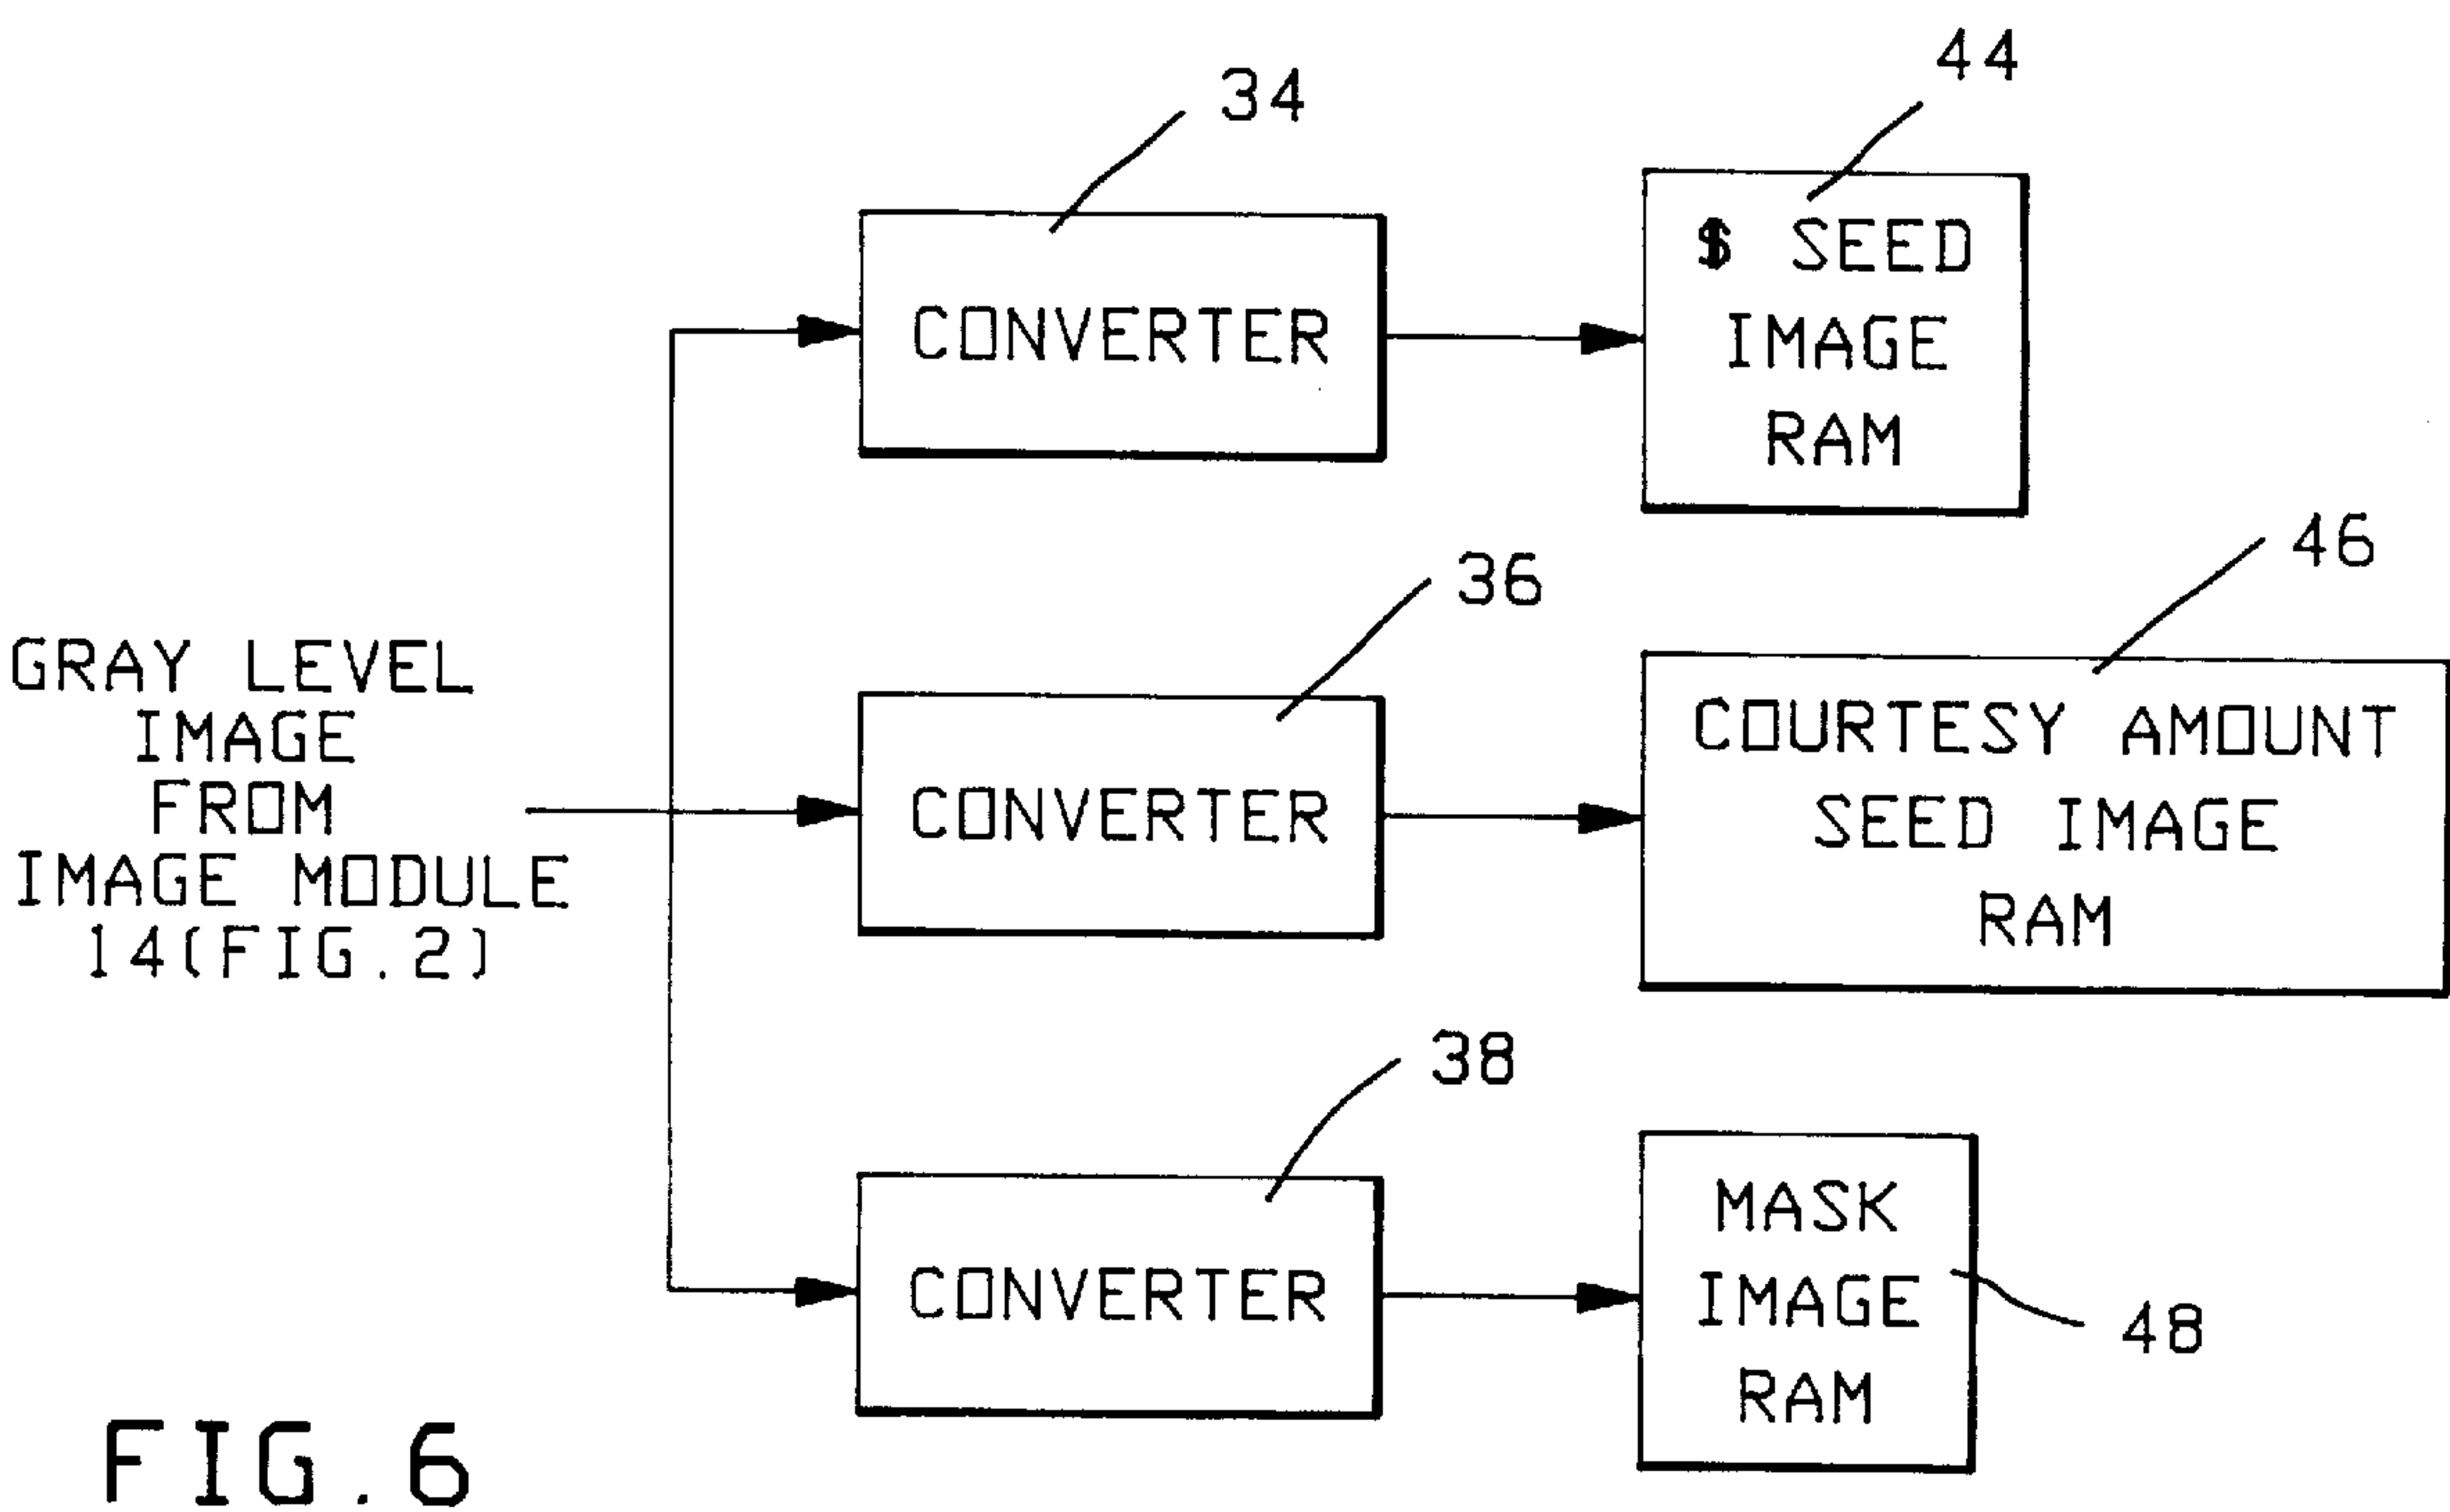 44
34
$ SEED
IMAGE
RAM
CONVERTER
46
36
GRAY LEVEL
IMAGE
FROM
IMAGE MODULE
14(FIG.2)
CONVERTER
COURTESY AMOUNT
SEED IMAGE
RAM
38
CONVERTER
MASK
IMAGE
RAM
48
FIG.6